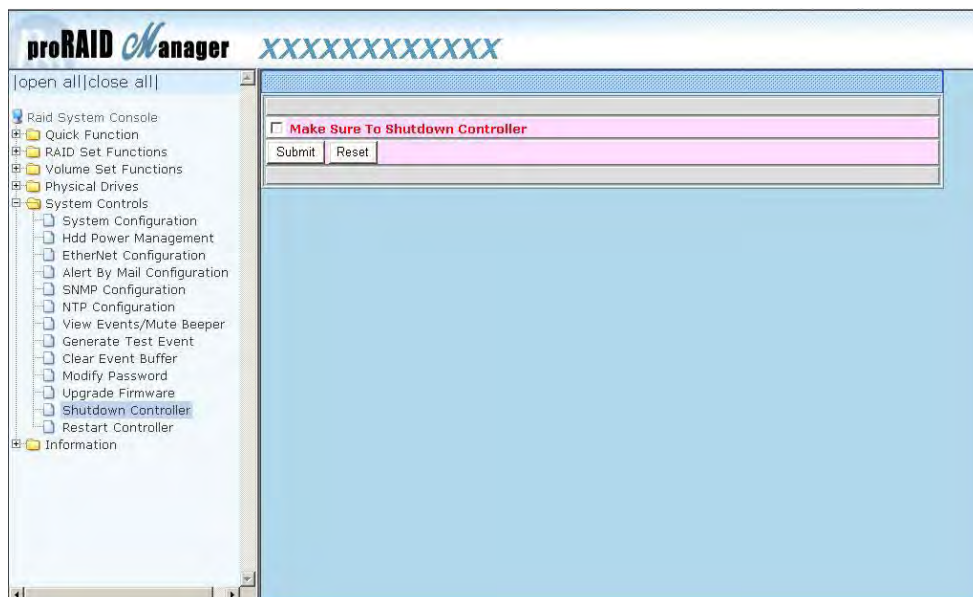 proRAID Manager XXXXXXXXXXXX
|open all|close all|
Raid System Console
Quick Function
RAID Set Functions
Volume Set Functions
Physical Drives
System Controls
System Configuration
Hdd Power Management
EtherNet Configuration
Alert By Mail Configuration
SNMP Configuration
NTP Configuration
View Events/Mute Beeper
Generate Test Event
Clear Event Buffer
Modify Password
Upgrade Firmware
Shutdown Controller
Restart Controller
Information
Make Sure To Shutdown Controller
Submit Reset